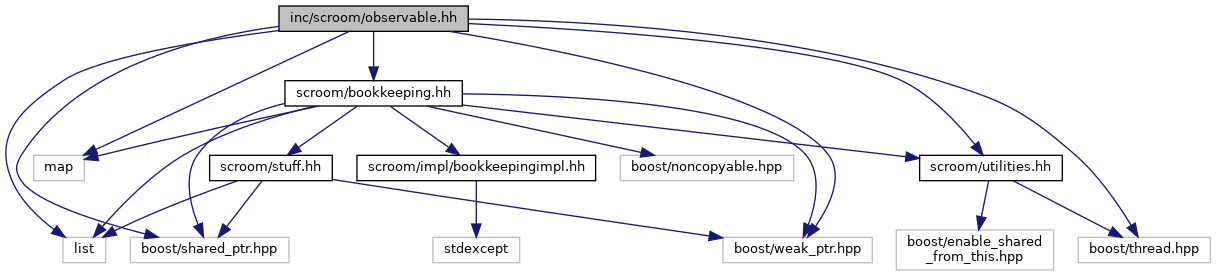 inc/scroom/observable.hh
scroom/bookkeeping.hh
map
scroom/stuff.hh
scroom/impl/bookkeepingimpl.hh
boost/noncopyable.hpp
scroom/utilities.hh
list
boost/shared_ptr.hpp
stdexcept
boost/weak_ptr.hpp
boost/enable_shared
_from_this.hpp
boost/thread.hpp